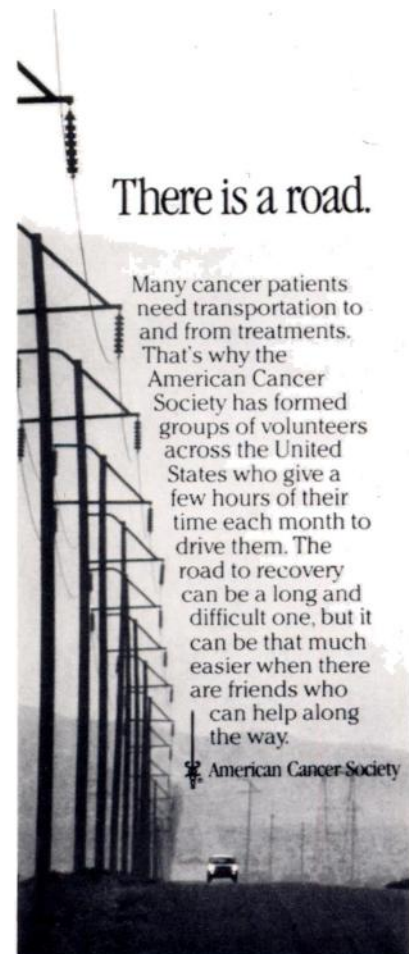 There is a road.
Many cancer patients
need transportation to
and from treatments.
That's why the
American Cancer
Society has formed
groups of volunteers
across the United
States who give a
few hours of their
time each month to
drive them. The
road to recovery
can be a long and
difficult one, but it
can be that much
easier when there
are friends who
can help along
the way.
American Cancer Society